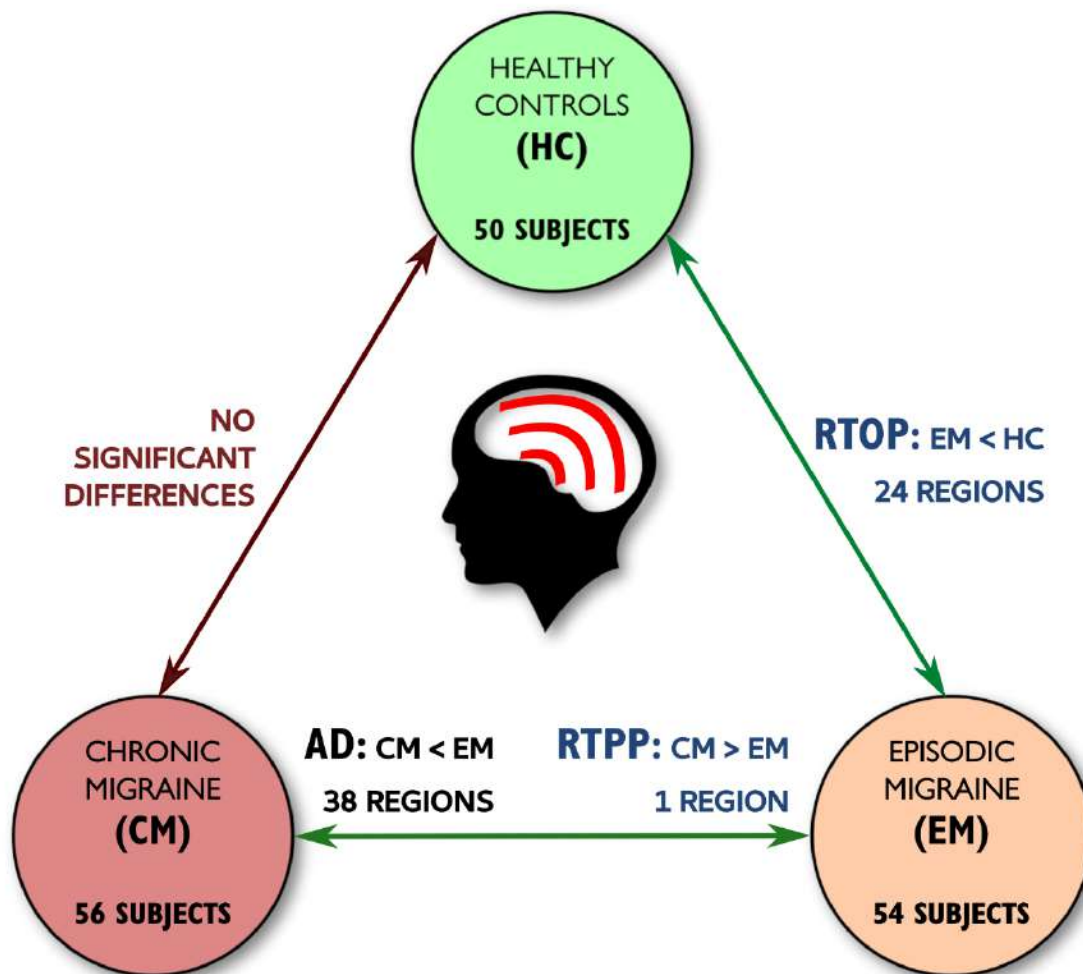 HEALTHY
CONTROLS
(HC)
50 SUBJECTS
NO
SIGNIFICANT
DIFFERENCES
RTOP: EM < HC
24 REGIONS
AD: CM < EM
38 REGIONS
RTPP: CM > EM
1 REGION
CHRONIC
MIGRAINE
(CM)
56 SUBJECTS
EPISODIC
MIGRAINE
(EM)
54 SUBJECTS